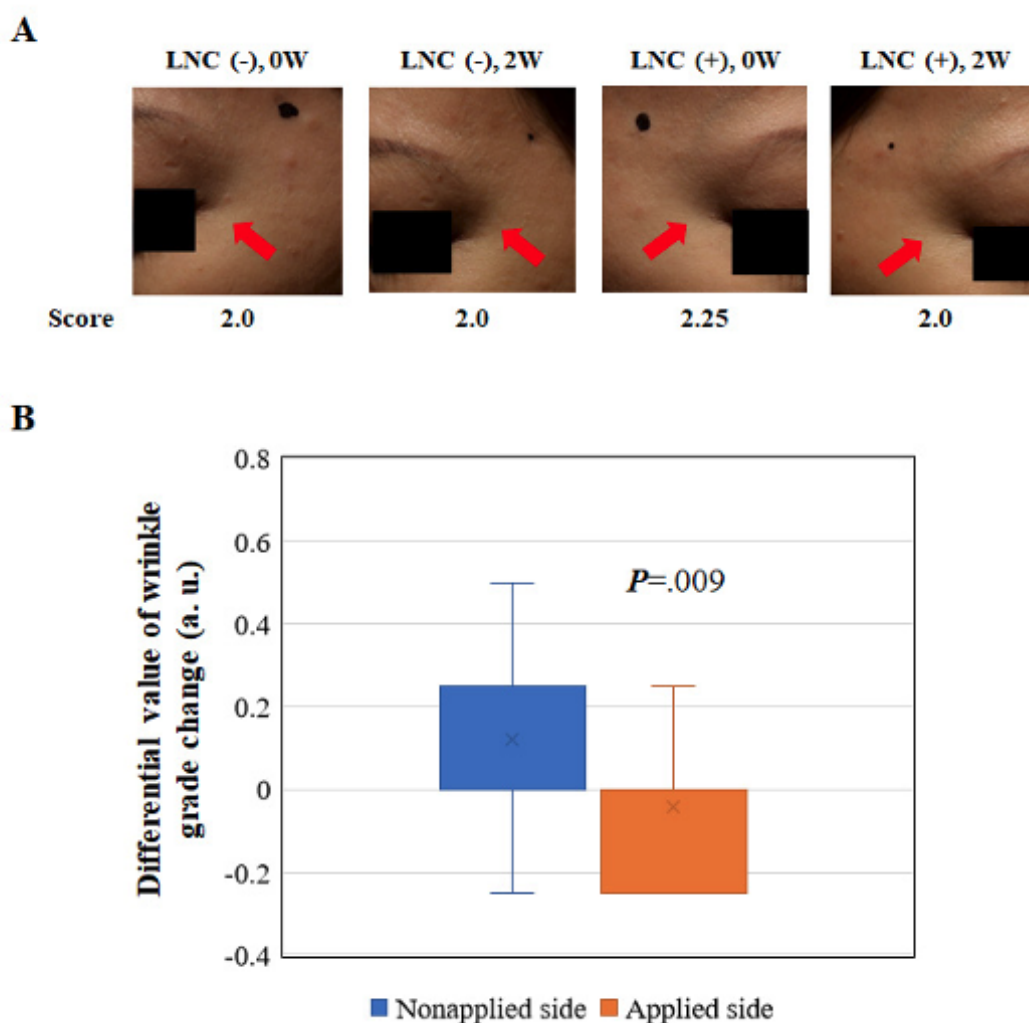 A
LNC (-), 0W LNC (-), 2W LNC (+), 0W LNC (+), 2W
Score 2.0 2.0 2.25 2.0
B
Differential value of wrinkle
grade change (a. u.)
0.8
0.6
0.4
0.2
0
-0.2
-0.4
P=.009
Nonapplied side Applied side